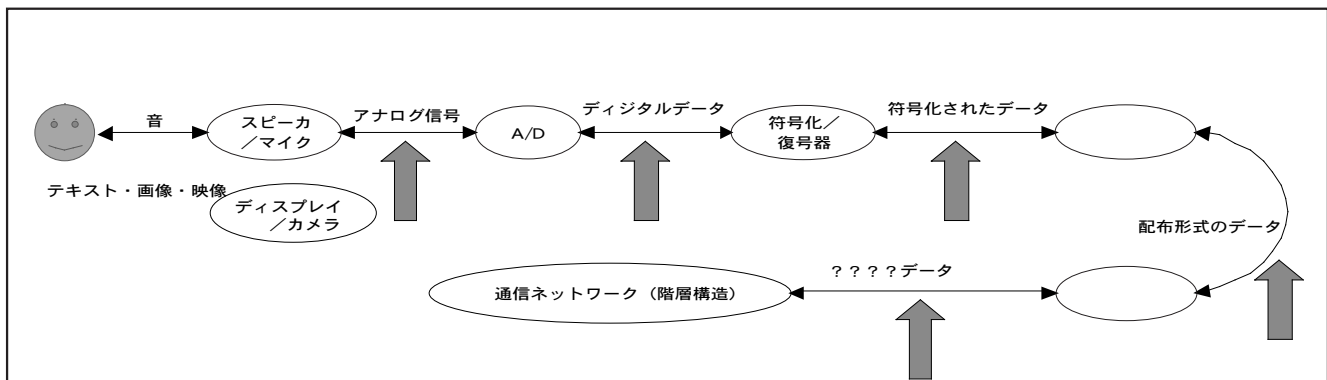 音
スピーカ
／マイク
アナログ信号
A/D
ディジタルデータ
符号化／
復号器
符号化されたデータ
テキスト・画像・映像
ディスプレイ
／カメラ
配布形式のデータ
？？？？データ
通信ネットワーク（階層構造）